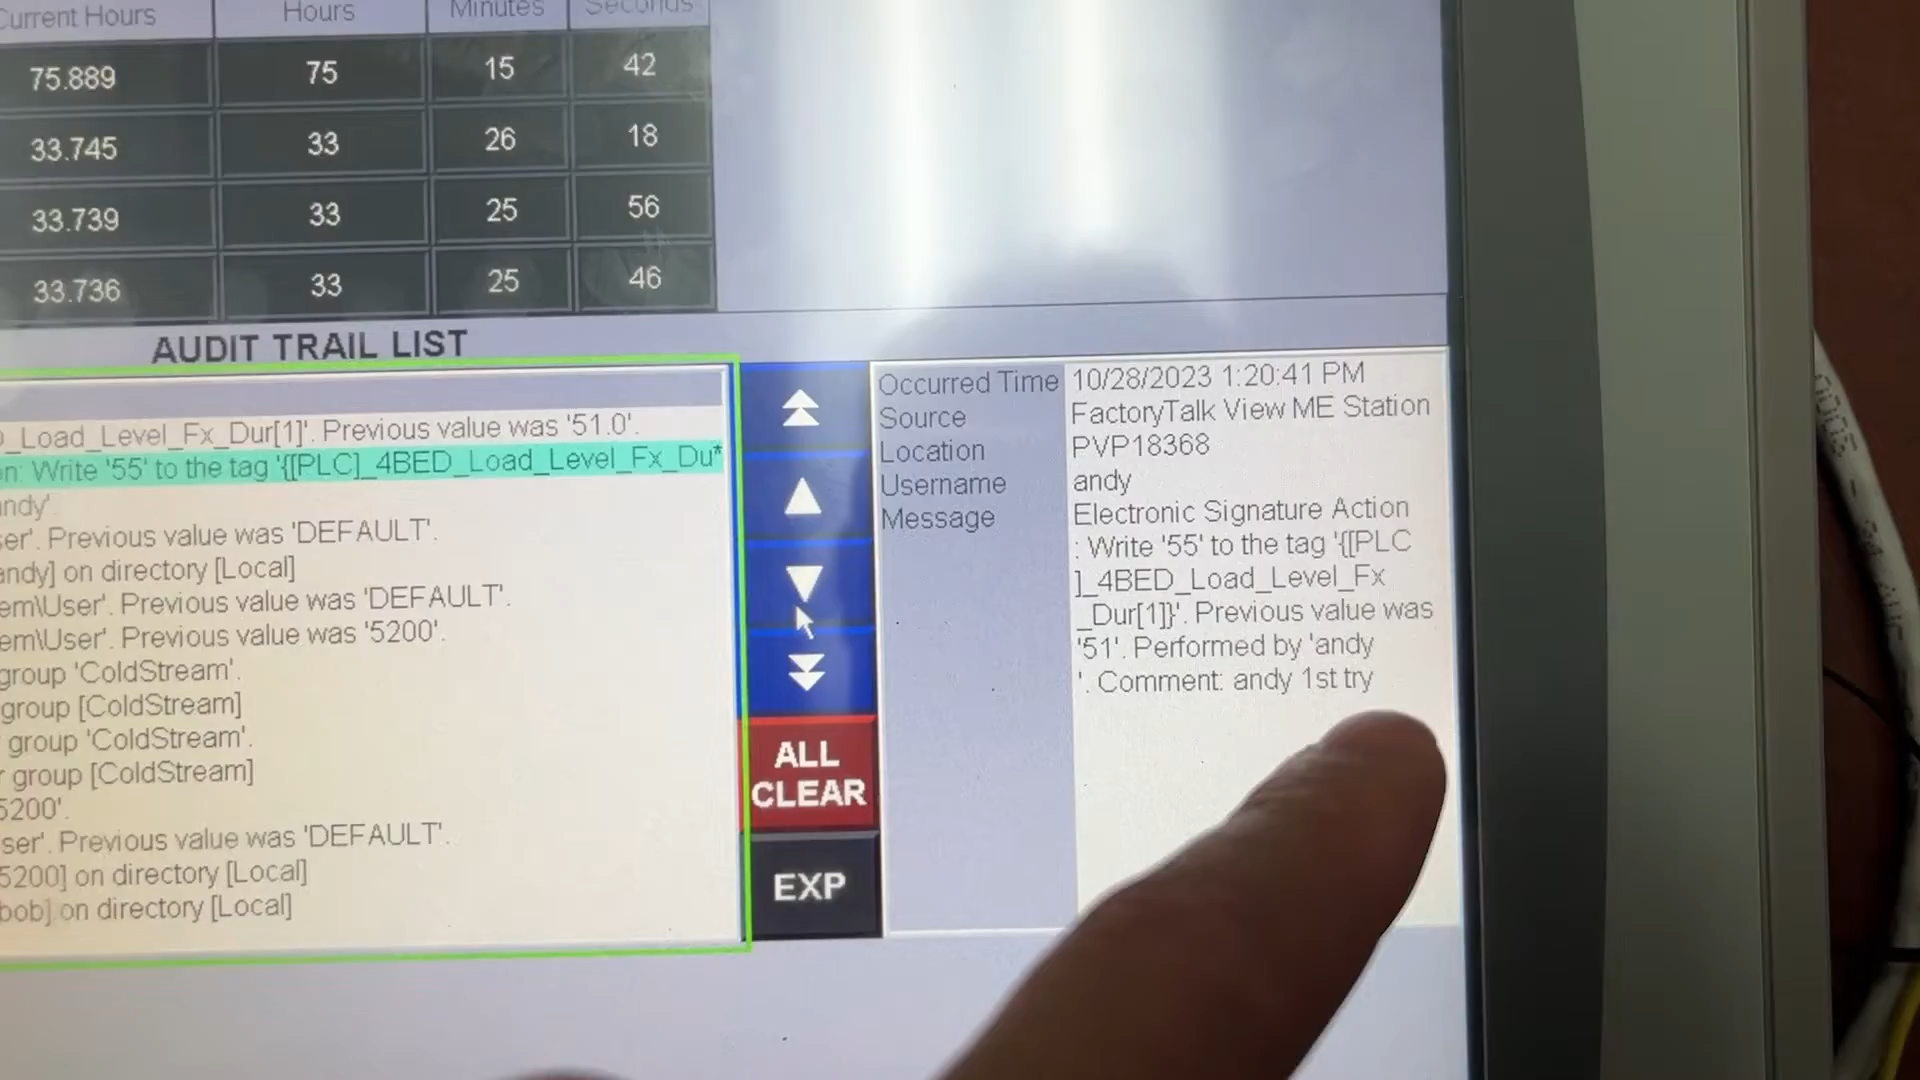 Current Hours Hours Minutes Seconds
75.889 75 15 42
33.745 33 26 18
33.739 33 25 56
33.736 33 25 46
AUDIT TRAIL LIST
_Load_Level_Fx_Dur[1]'. Previous value was '51.0'.
on: Write '55' to the tag '{[PLC]_4BED_Load_Level_Fx_Du*
andy'.
ser'. Previous value was 'DEFAULT'.
andy] on directory [Local]
em\User'. Previous value was 'DEFAULT'.
em\User'. Previous value was '5200'.
group 'ColdStream'.
group [ColdStream]
group 'ColdStream'.
r group [ColdStream]
5200'.
ser'. Previous value was 'DEFAULT'.
5200] on directory [Local]
bob] on directory [Local]
ALL
CLEAR
EXP
Occurred Time 10/28/2023 1:20:41 PM
Source FactoryTalk View ME Station
Location PVP18368
Username andy
Message Electronic Signature Action
: Write '55' to the tag '{[PLC
]_4BED_Load_Level_Fx
_Dur[1]}'. Previous value was
'51'. Performed by 'andy
'. Comment: andy 1st try